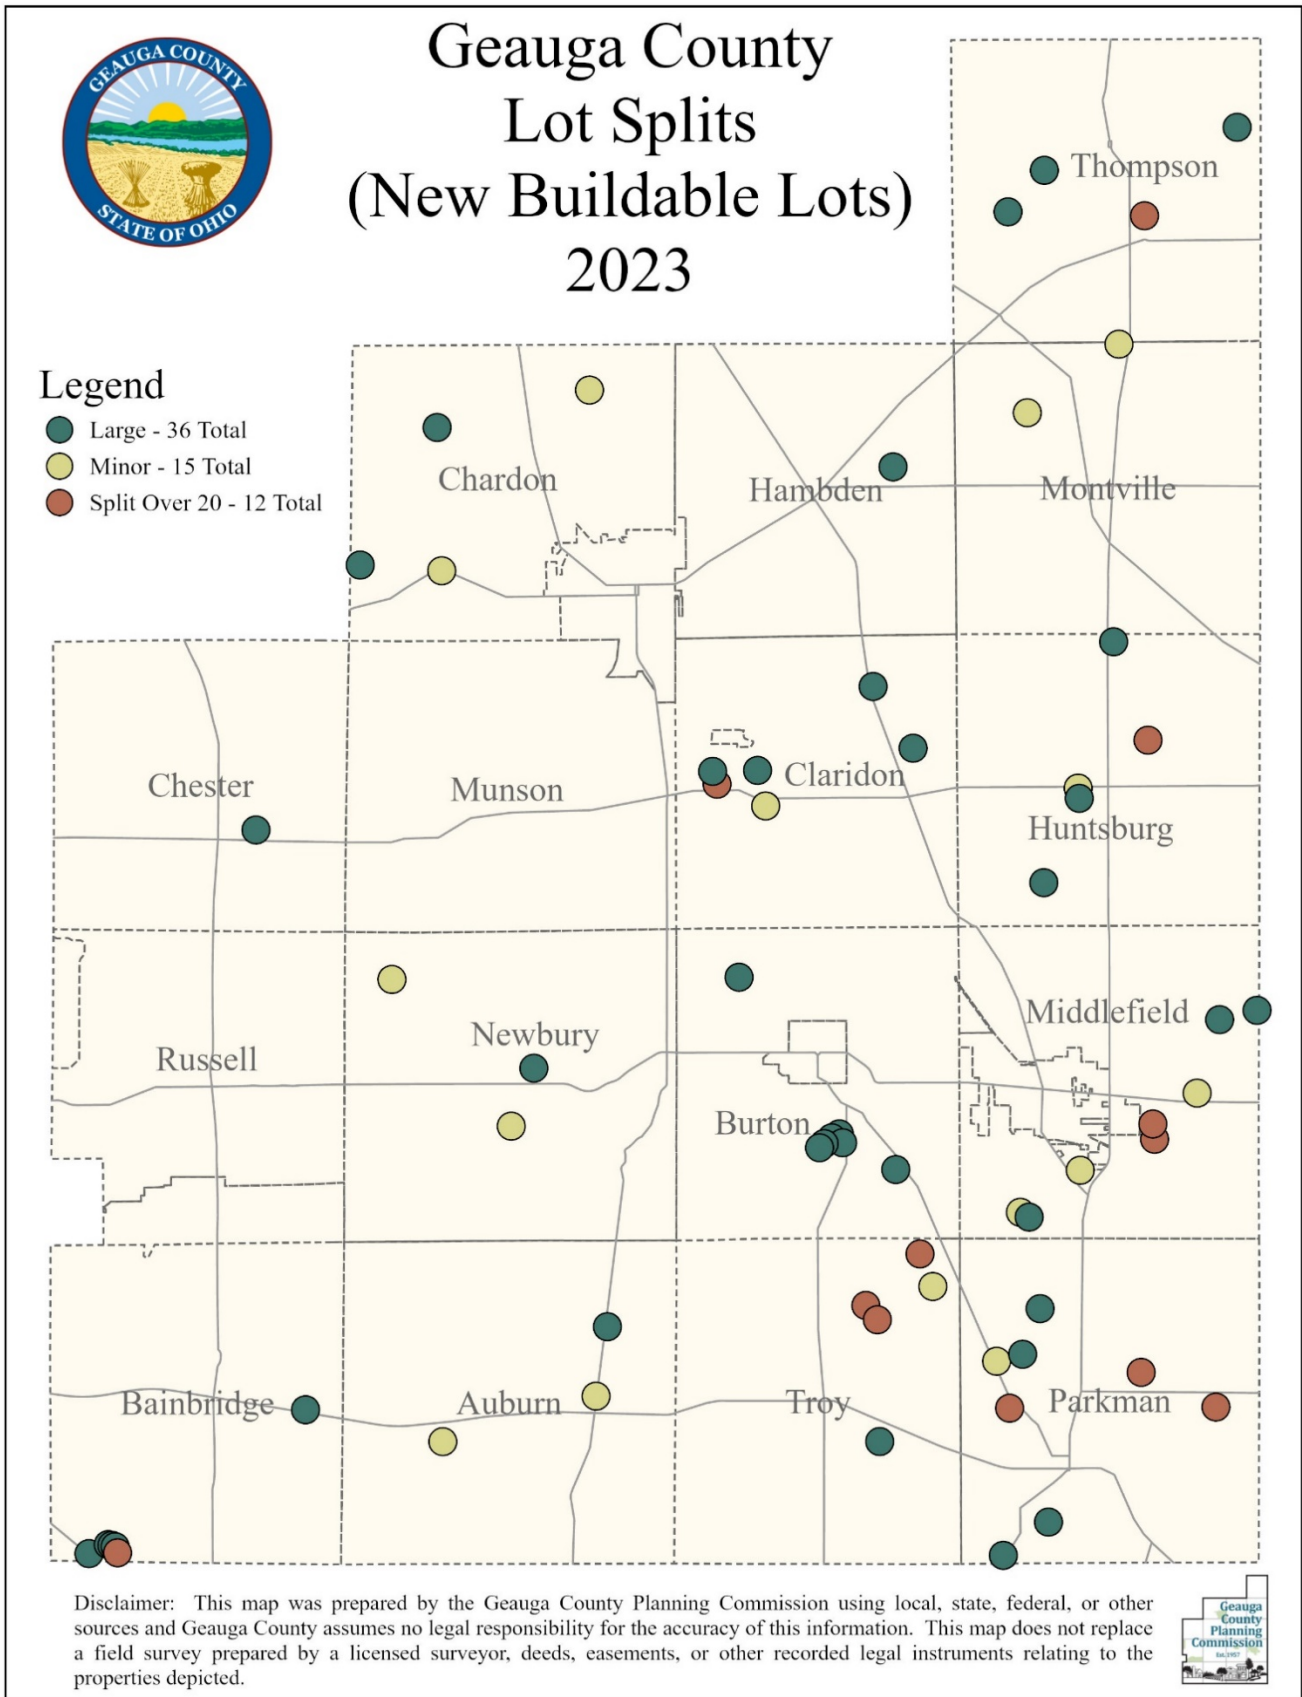 Geauga County
Lot Splits
(New Buildable Lots)
2023
GEAUGA COUNTY
STATE OF OHIO
Legend
Large - 36 Total
Minor - 15 Total
Split Over 20 - 12 Total
Thompson
Chardon
Hambden
Montville
Chester
Munson
Claridon
Huntsburg
Russell
Newbury
Burton
Middlefield
Bainbridge
Auburn
Troy
Parkman
Disclaimer: This map was prepared by the Geauga County Planning Commission using local, state, federal, or other
sources and Geauga County assumes no legal responsibility for the accuracy of this information. This map does not replace
a field survey prepared by a licensed surveyor, deeds, easements, or other recorded legal instruments relating to the
properties depicted.
Geauga
County
Planning
Commission
Est. 1957